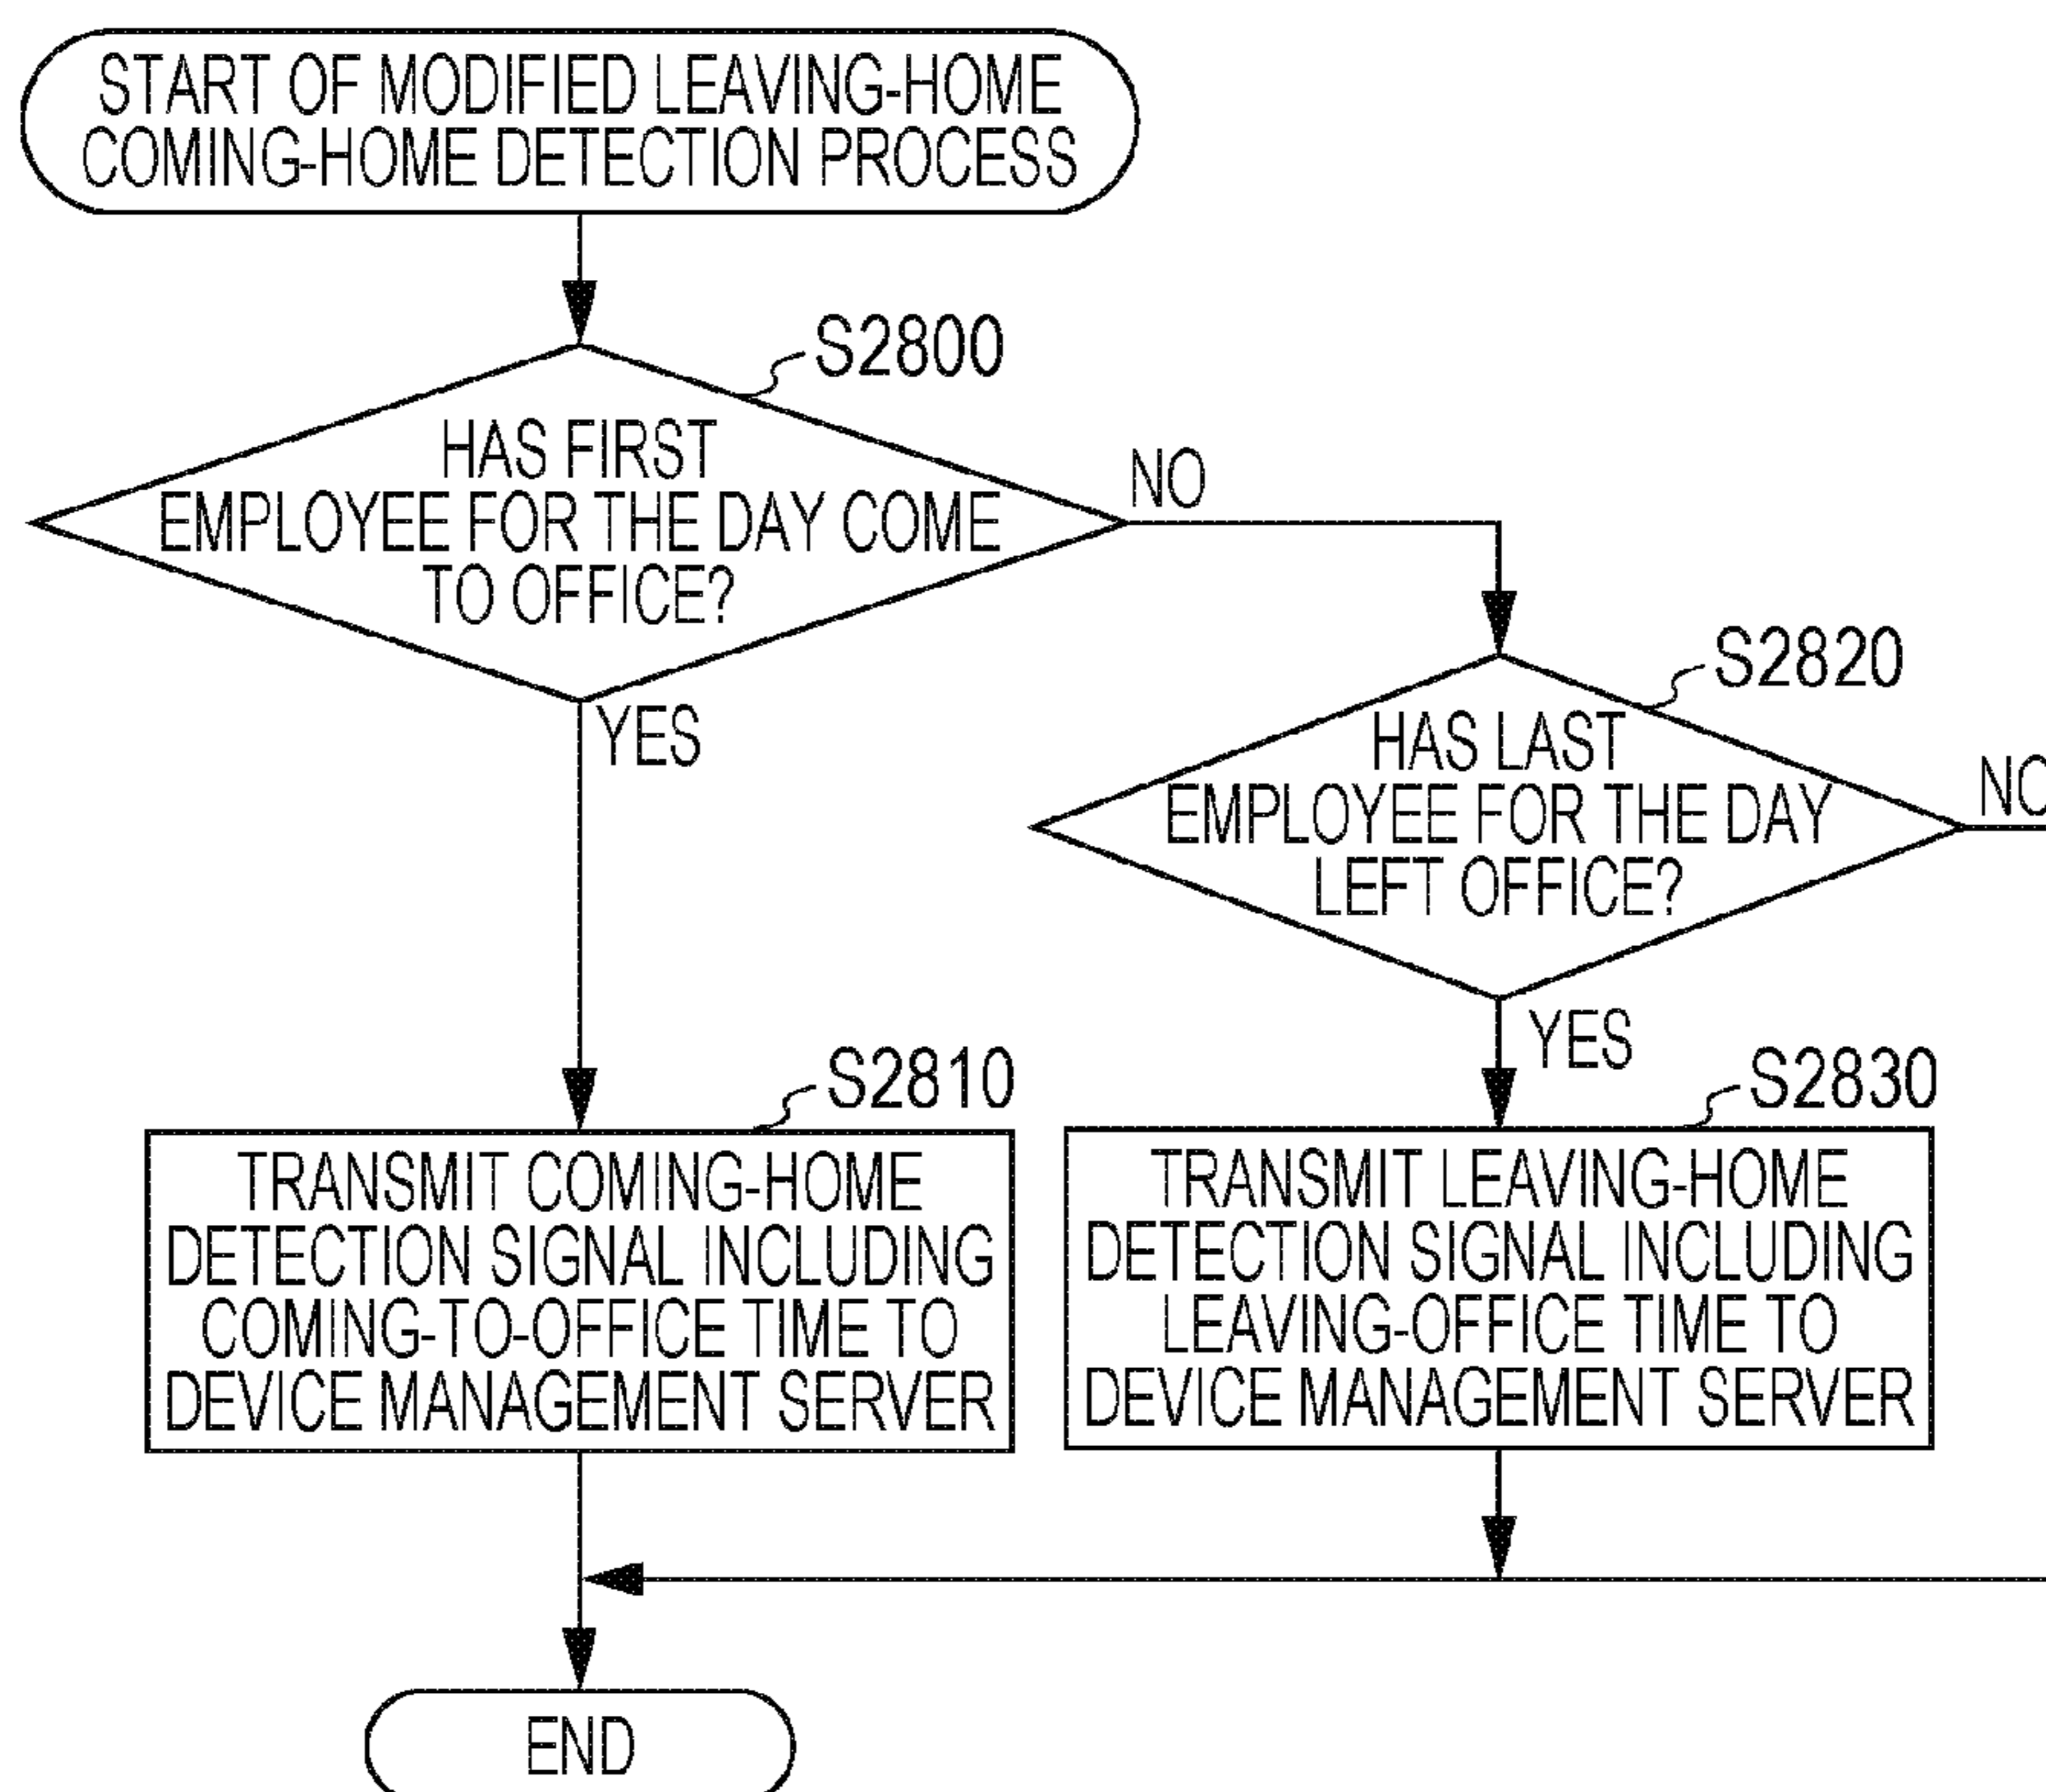 START OF MODIFIED LEAVING-HOME
COMING-HOME DETECTION PROCESS
S2800
HAS FIRST
EMPLOYEE FOR THE DAY COME
TO OFFICE?
NO
YES
S2820
HAS LAST
EMPLOYEE FOR THE DAY
LEFT OFFICE?
NO
YES
S2810
TRANSMIT COMING-HOME
DETECTION SIGNAL INCLUDING
COMING-TO-OFFICE TIME TO
DEVICE MANAGEMENT SERVER
S2830
TRANSMIT LEAVING-HOME
DETECTION SIGNAL INCLUDING
LEAVING-OFFICE TIME TO
DEVICE MANAGEMENT SERVER
END